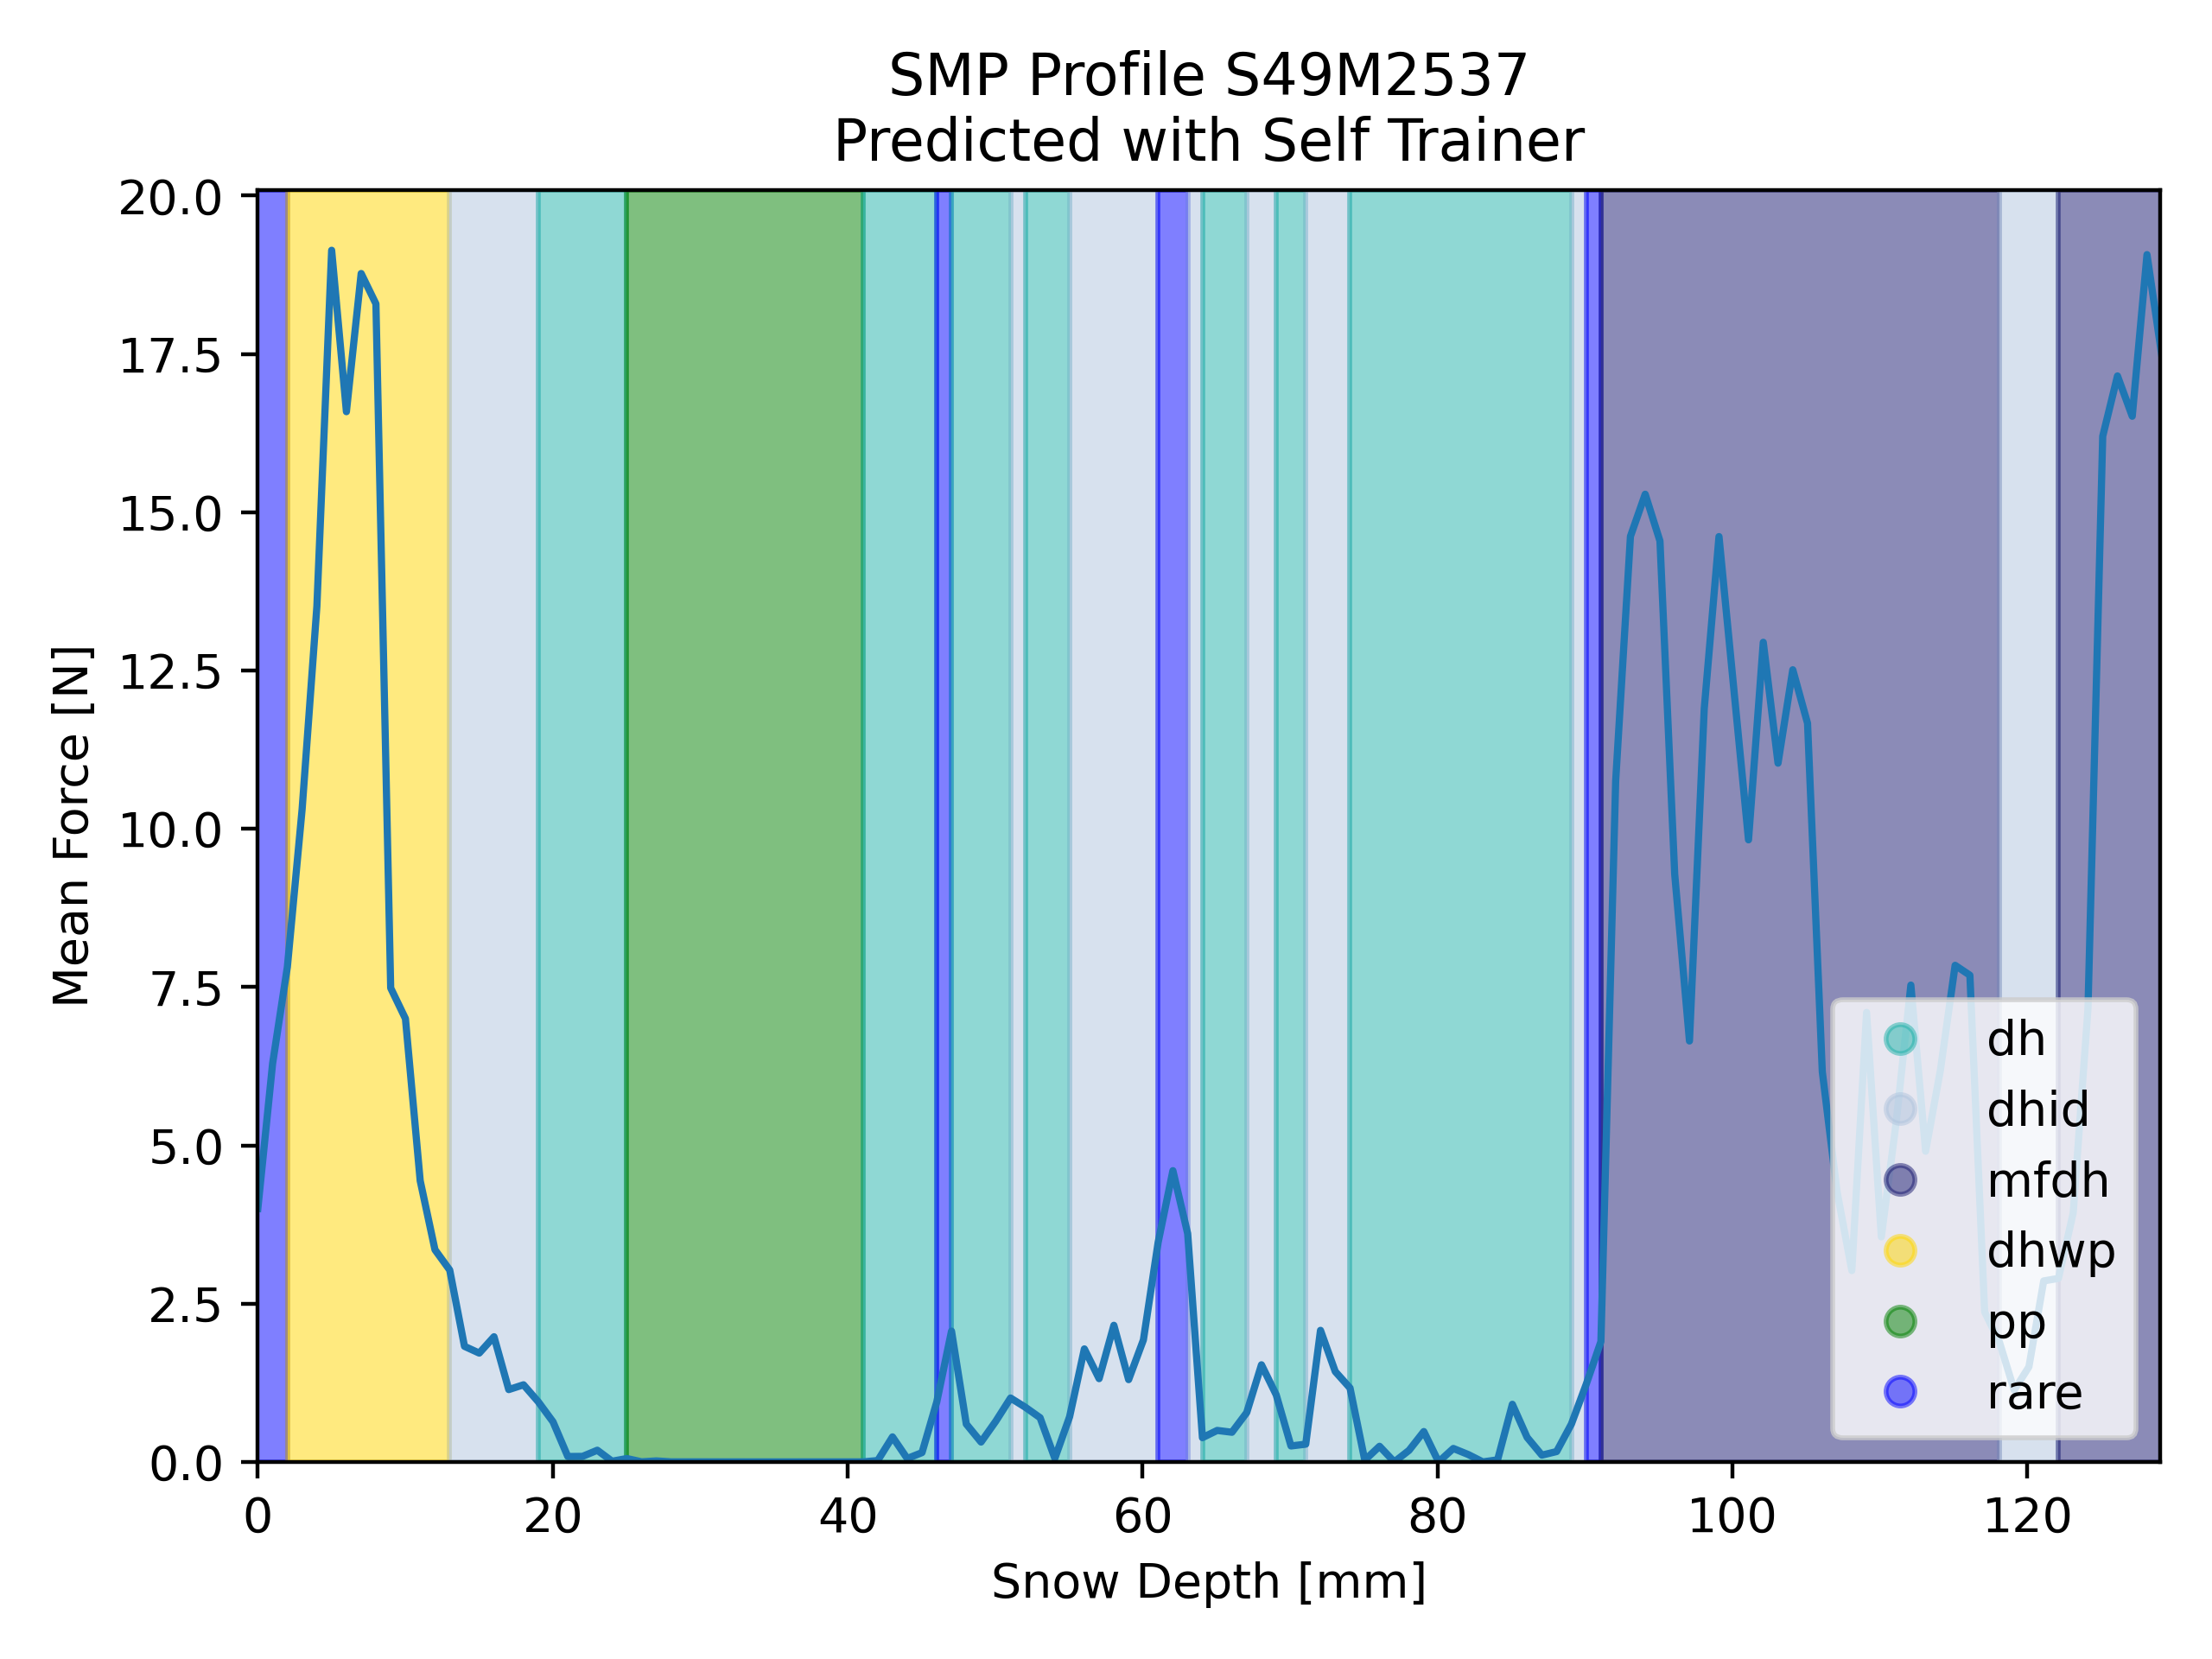 SMP Profile S49M2537
Predicted with Self Trainer
Mean Force [N]
20.0
17.5
15.0
12.5
10.0
7.5
5.0
2.5
0.0
0 20 40 60 80 100 120
Snow Depth [mm]
dh
dhid
mfdh
dhwp
pp
rare